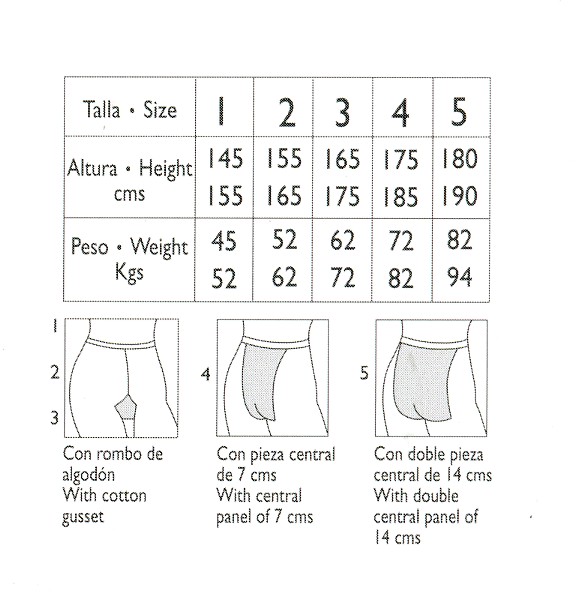 Talla • Size 1 2 3 4 5
Altura • Height 145 155 165 175 180
cms 155 165 175 185 190
Peso • Weight 45 52 62 72 82
Kgs 52 62 72 82 94
1
2
3
4
5
Con rombo de
algodón
With cotton
gusset
Con pieza central
de 7 cms
With central
panel of 7 cms
Con doble pieza
central de 14 cms
With double
central panel of
14 cms